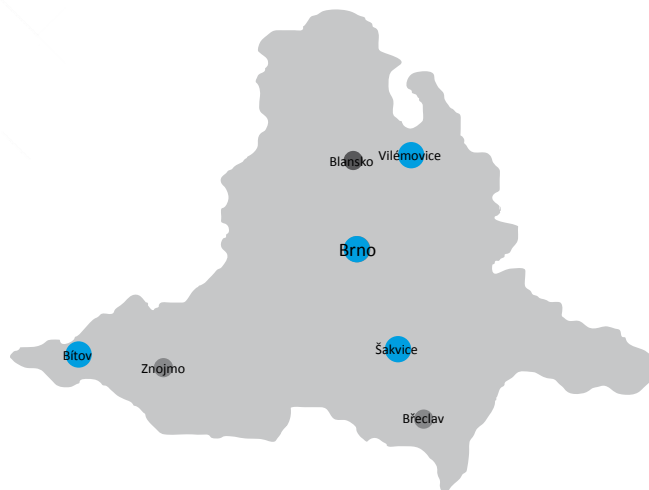 Blansko
Vilémovice
Brno
Bítov
Šakvice
Znojmo
Břeclav